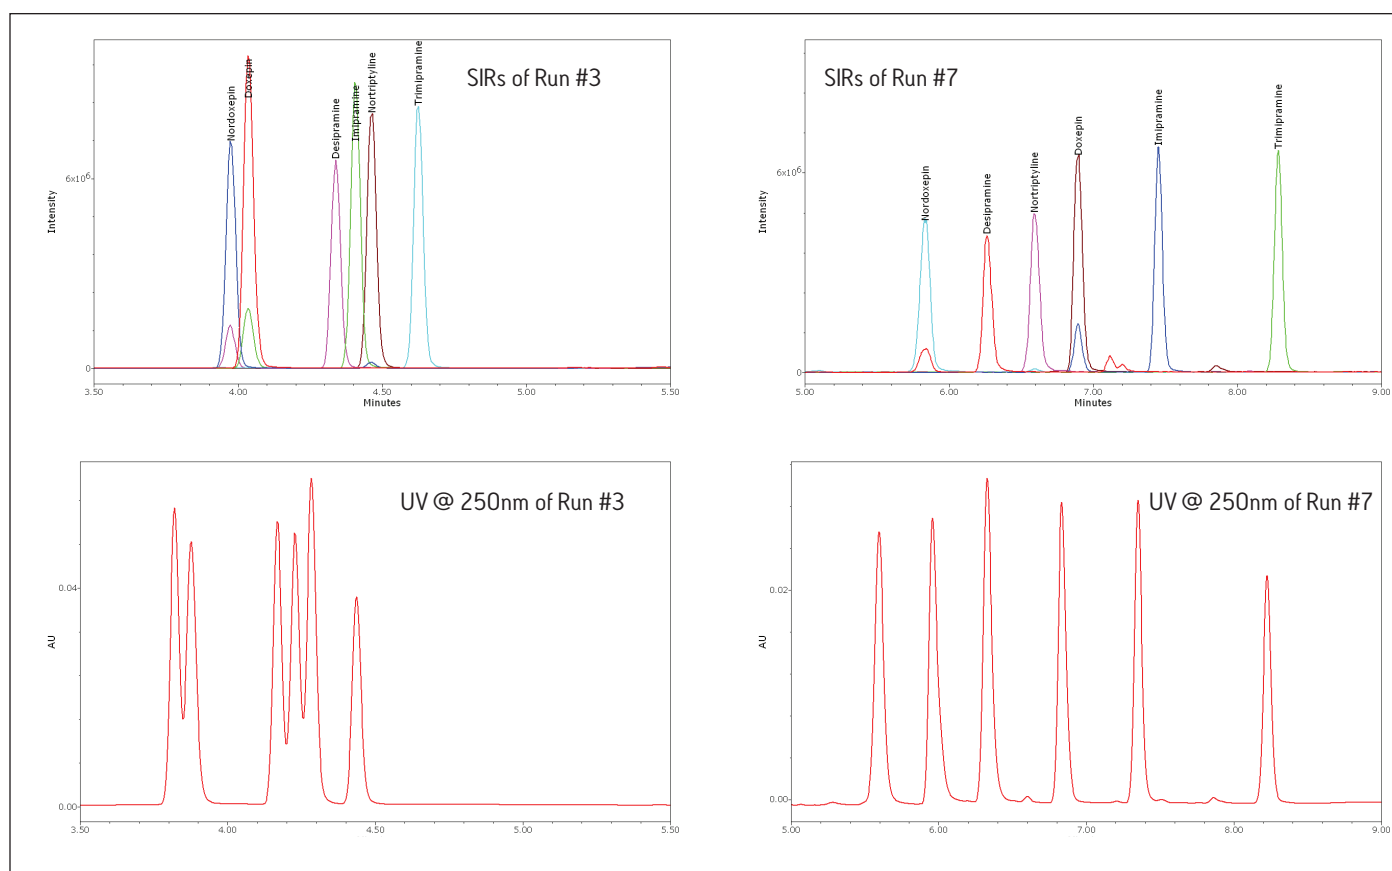 SIRs of Run #3
Nordoxepin
Doxepin
Desipramine
Imipramine
Nortriptyline
Trimipramine
Intensity
6x10⁶
0
3.50 4.00 4.50 5.00 5.50
Minutes
SIRs of Run #7
Nordoxepin
Desipramine
Nortriptyline
Doxepin
Imipramine
Trimipramine
Intensity
6x10⁶
0
5.00 6.00 7.00 8.00 9.00
Minutes
UV @ 250nm of Run #3
AU
0.04
0.00
3.50 4.00 4.50 5.00 5.50
UV @ 250nm of Run #7
AU
0.02
0.00
5.00 6.00 7.00 8.00 9.00